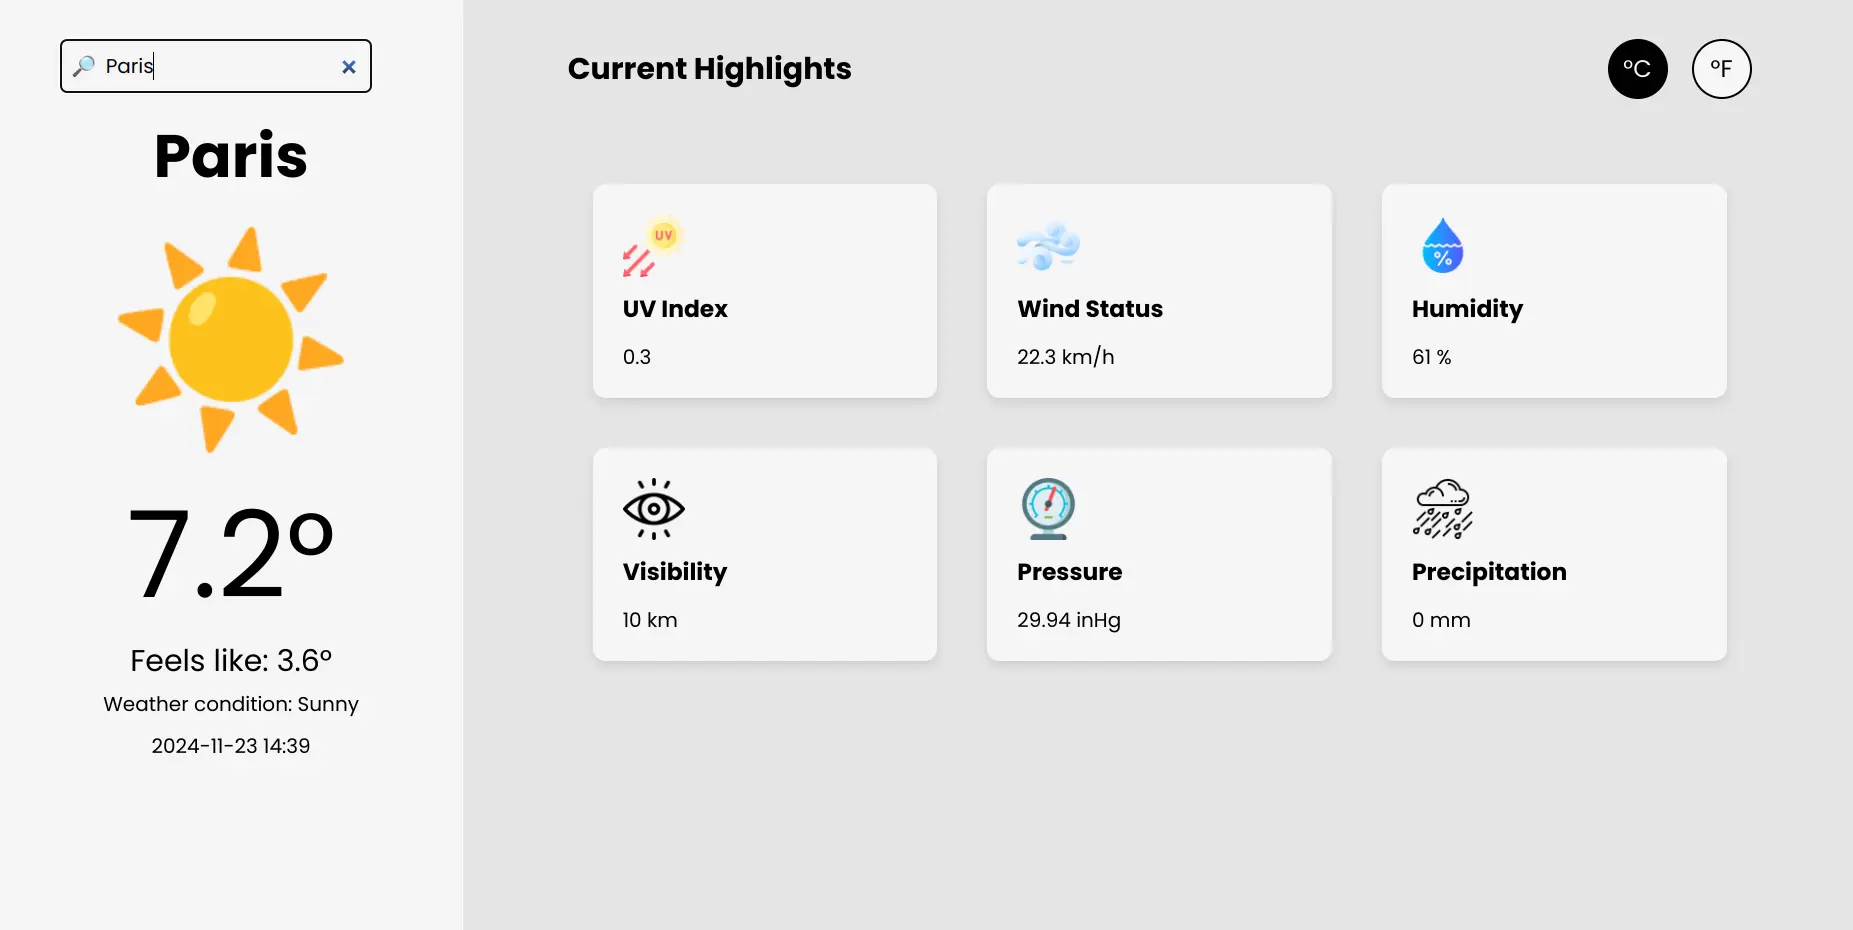 Paris
Paris
7.2°
Feels like: 3.6°
Weather condition: Sunny
2024-11-23 14:39
Current Highlights
°C
°F
UV
UV Index
0.3
Wind Status
22.3 km/h
%
Humidity
61 %
Visibility
10 km
Pressure
29.94 inHg
Precipitation
0 mm